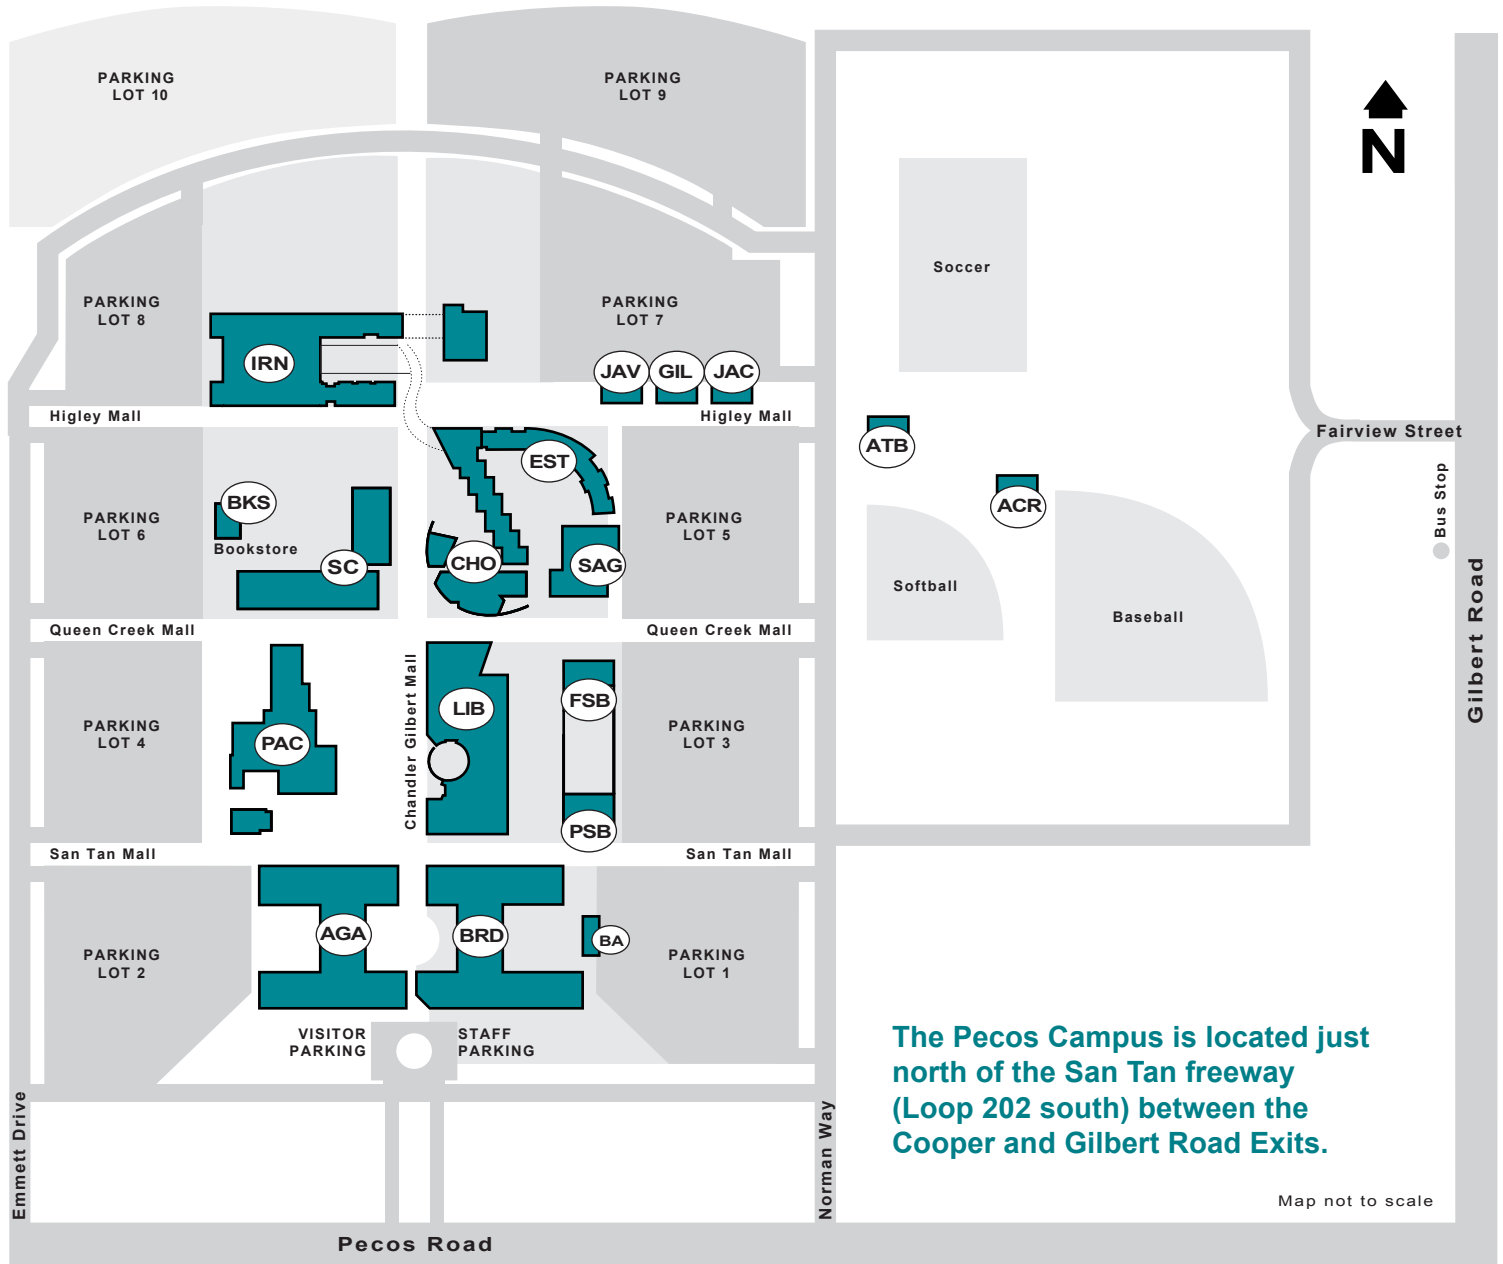 PARKING
LOT 10
PARKING
LOT 9
N
Soccer
PARKING
LOT 8
PARKING
LOT 7
IRN
JAV
GIL
JAC
Higley Mall
Higley Mall
Fairview Street
ATB
EST
BKS
ACR
Bus Stop
PARKING
LOT 6
PARKING
LOT 5
Bookstore
SC
CHO
SAG
Softball
Baseball
Queen Creek Mall
Queen Creek Mall
Gilbert Road
Chandler Gilbert Mall
LIB
FSB
PARKING
LOT 4
PAC
PARKING
LOT 3
PSB
San Tan Mall
San Tan Mall
AGA
BRD
BA
PARKING
LOT 2
PARKING
LOT 1
VISITOR
PARKING
STAFF
PARKING
The Pecos Campus is located just
north of the San Tan freeway
(Loop 202 south) between the
Cooper and Gilbert Road Exits.
Emmett Drive
Norman Way
Map not to scale
Pecos Road